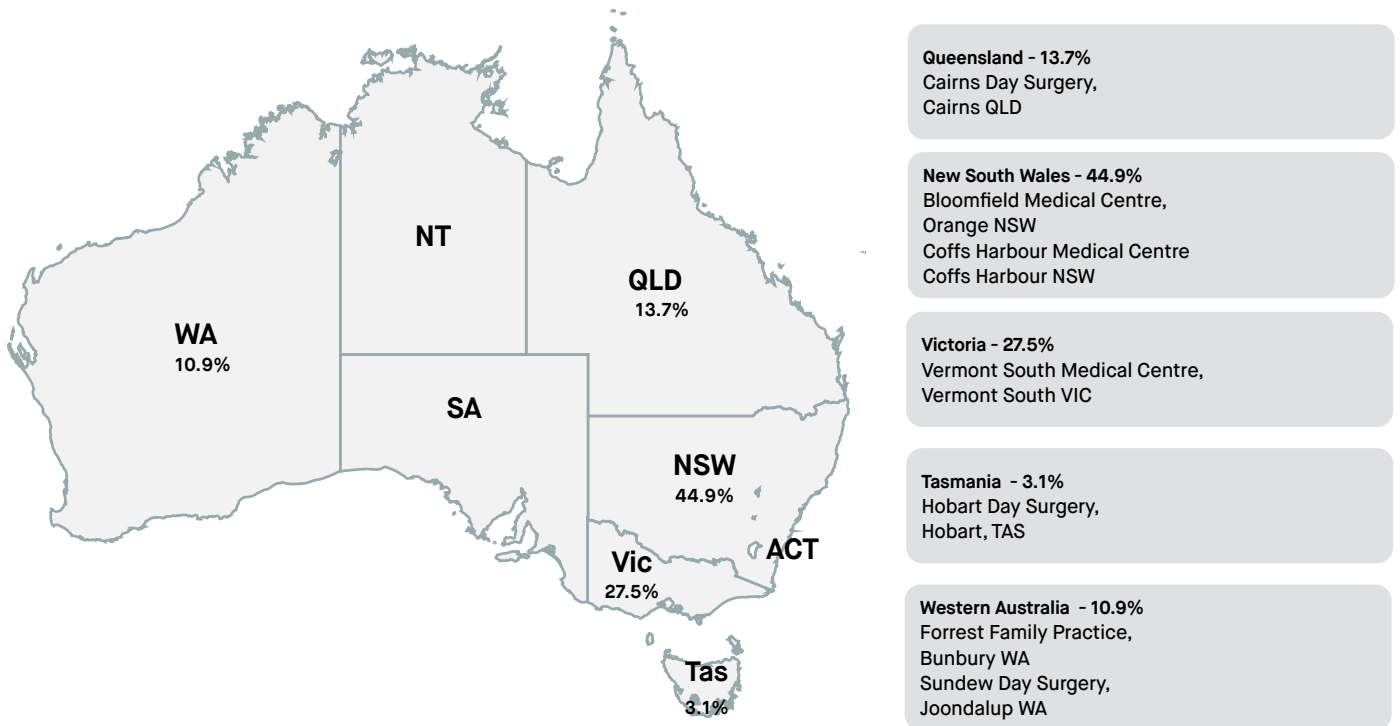 NT
QLD
13.7%
WA
10.9%
SA
NSW
44.9%
ACT
Vic
27.5%
Tas
3.1%
Queensland - 13.7%
Cairns Day Surgery,
Cairns QLD
New South Wales - 44.9%
Bloomfield Medical Centre,
Orange NSW
Coffs Harbour Medical Centre
Coffs Harbour NSW
Victoria - 27.5%
Vermont South Medical Centre,
Vermont South VIC
Tasmania - 3.1%
Hobart Day Surgery,
Hobart, TAS
Western Australia - 10.9%
Forrest Family Practice,
Bunbury WA
Sundew Day Surgery,
Joondalup WA